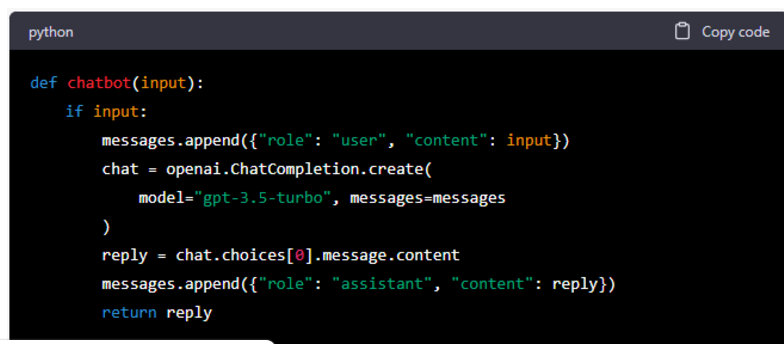 python Copy code
def chatbot(input):
    if input:
        messages.append({"role": "user", "content": input})
        chat = openai.ChatCompletion.create(
            model="gpt-3.5-turbo", messages=messages
        )
        reply = chat.choices[0].message.content
        messages.append({"role": "assistant", "content": reply})
        return reply